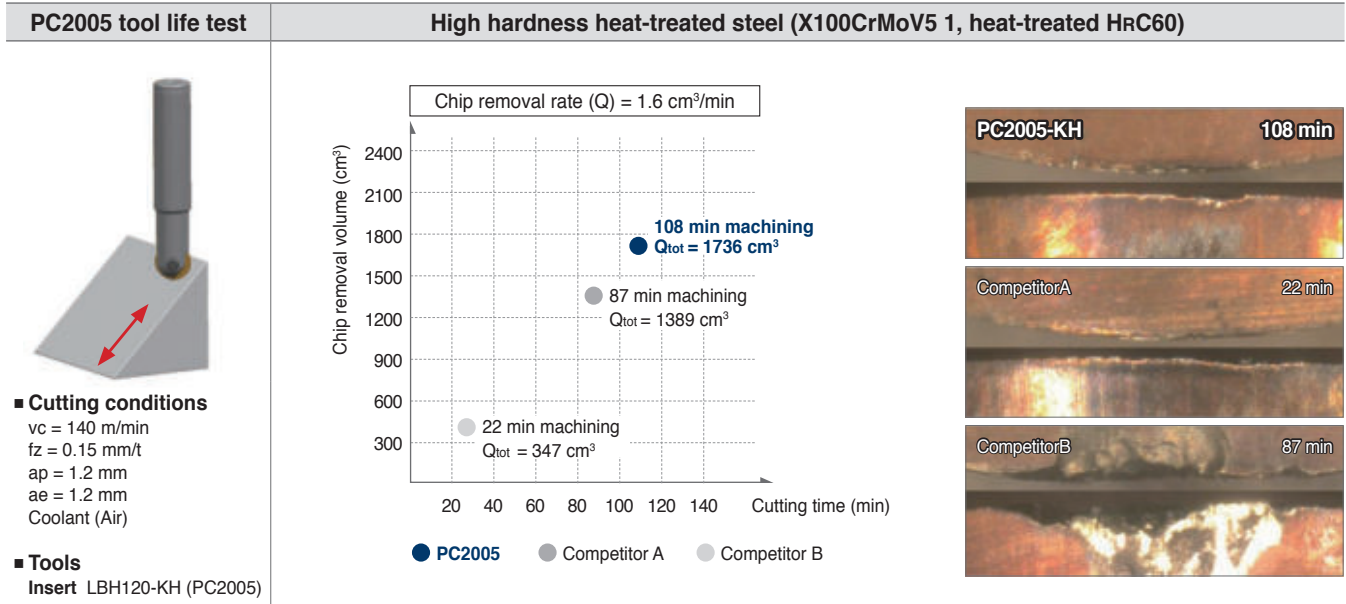 PC2005 tool life test
High hardness heat-treated steel (X100CrMoV5 1, heat-treated HRC60)
■ Cutting conditions
vc = 140 m/min
fz = 0.15 mm/t
ap = 1.2 mm
ae = 1.2 mm
Coolant (Air)
■ Tools
Insert LBH120-KH (PC2005)
Chip removal rate (Q) = 1.6 cm³/min
Chip removal volume (cm³)
2400
2100
1800
1500
1200
900
600
300
108 min machining
Qtot = 1736 cm³
87 min machining
Qtot = 1389 cm³
22 min machining
Qtot = 347 cm³
20 40 60 80 100 120 140 Cutting time (min)
PC2005 Competitor A Competitor B
PC2005-KH 108 min
CompetitorA 22 min
CompetitorB 87 min